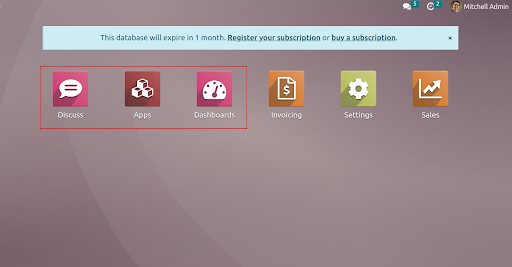 5 2 Mitchell Admin
This database will expire in 1 month. Register your subscription or buy a subscription. ×
Discuss Apps Dashboards Invoicing Settings Sales